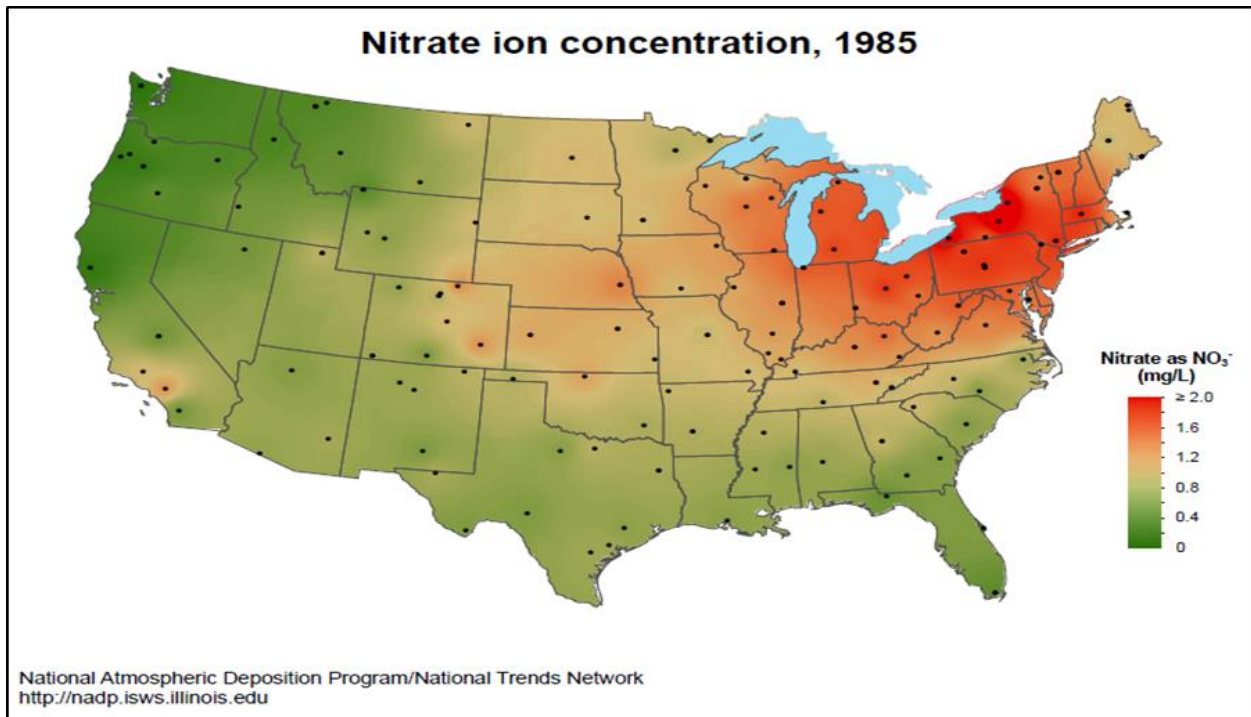 Nitrate ion concentration, 1985
Nitrate as NO₃⁻
(mg/L)
≥ 2.0
1.6
1.2
0.8
0.4
0
National Atmospheric Deposition Program/National Trends Network
http://nadp.isws.illinois.edu